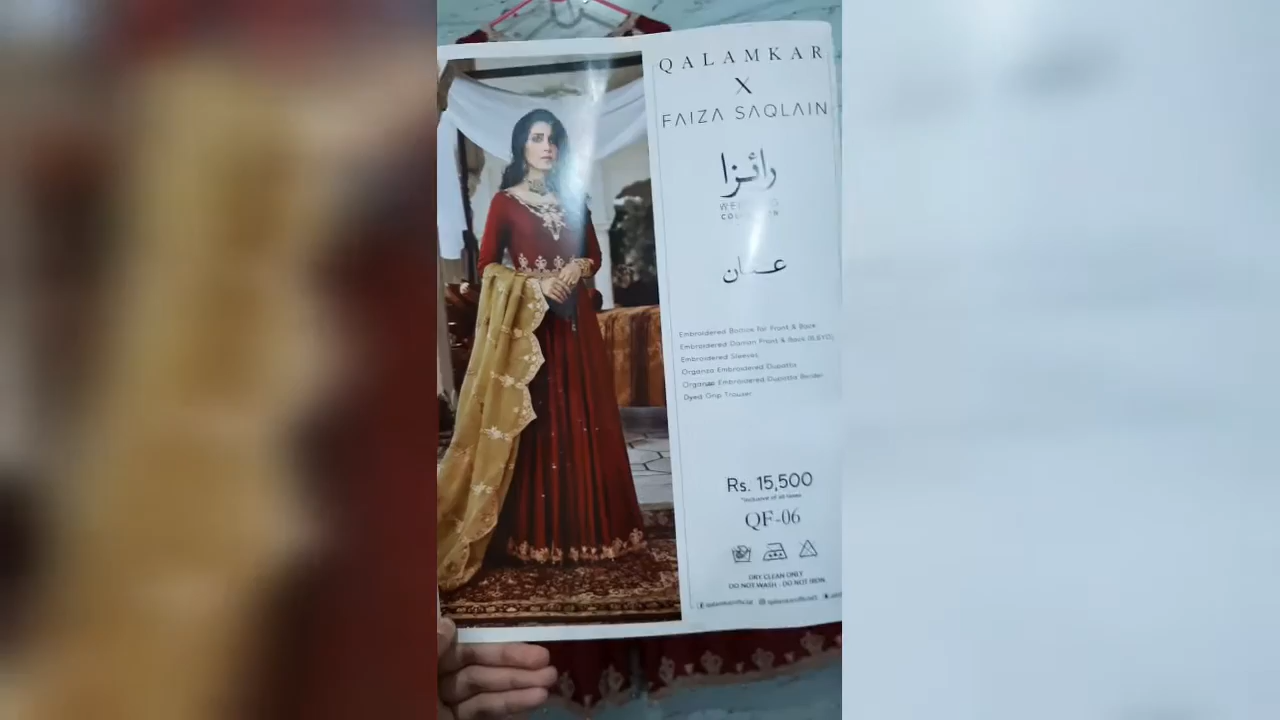 QALAMKAR
X
FAIZA SAQLAIN
رائزا
WEDDING
COLLECTION
Embroidered Bodice for Front & Back
Embroidered Daman Front & Back
Embroidered Sleeves
Organza Embroidered Dupatta
Organza Embroidered Dupatta Border
Dyed Grip Trouser
Rs. 15,500
*Inclusive of all taxes
QF-06
DRY CLEAN ONLY
DO NOT WASH - DO NOT IRON